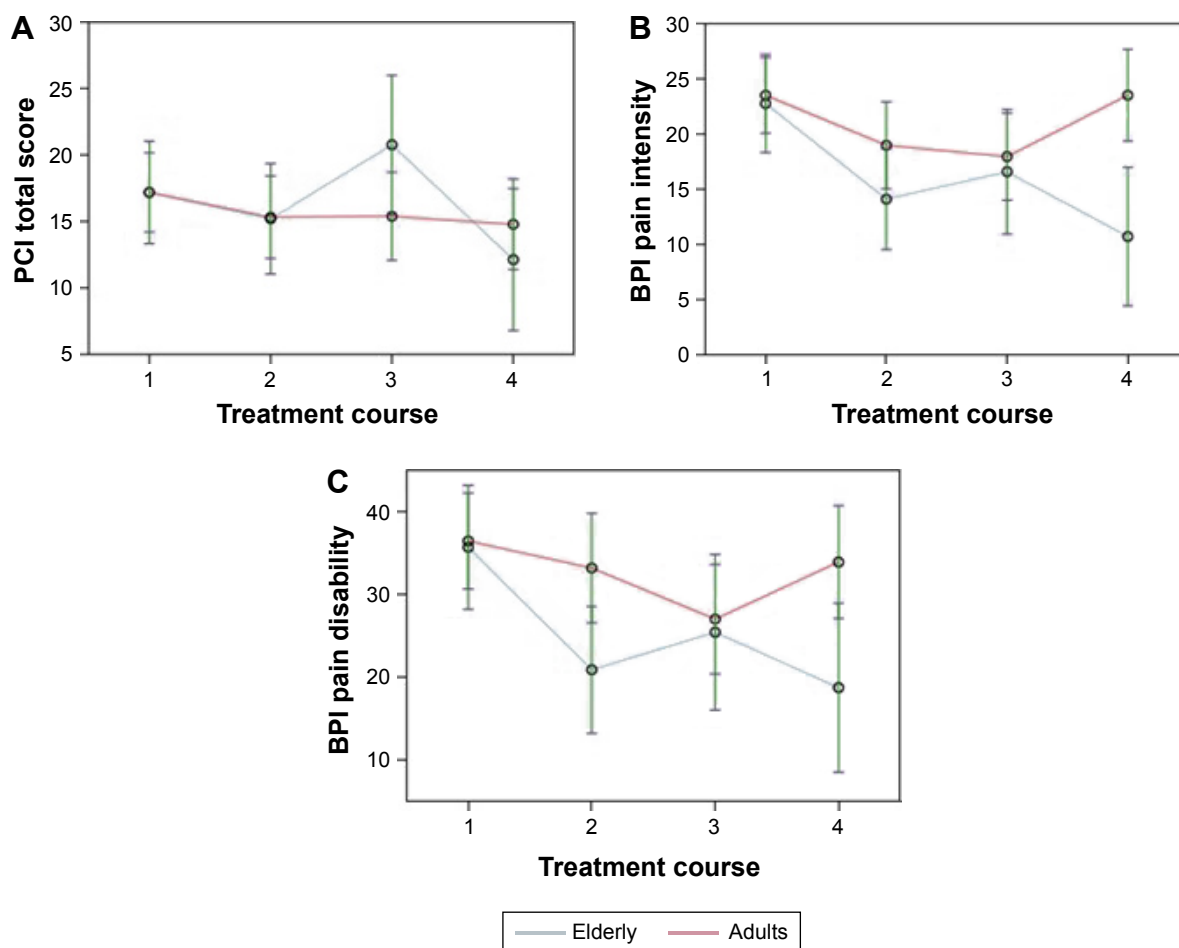 A
PCI total score
30
25
20
15
10
5
1 2 3 4
Treatment course
B
BPI pain intensity
30
25
20
15
10
5
0
1 2 3 4
Treatment course
C
BPI pain disability
40
30
20
10
1 2 3 4
Treatment course
Elderly Adults